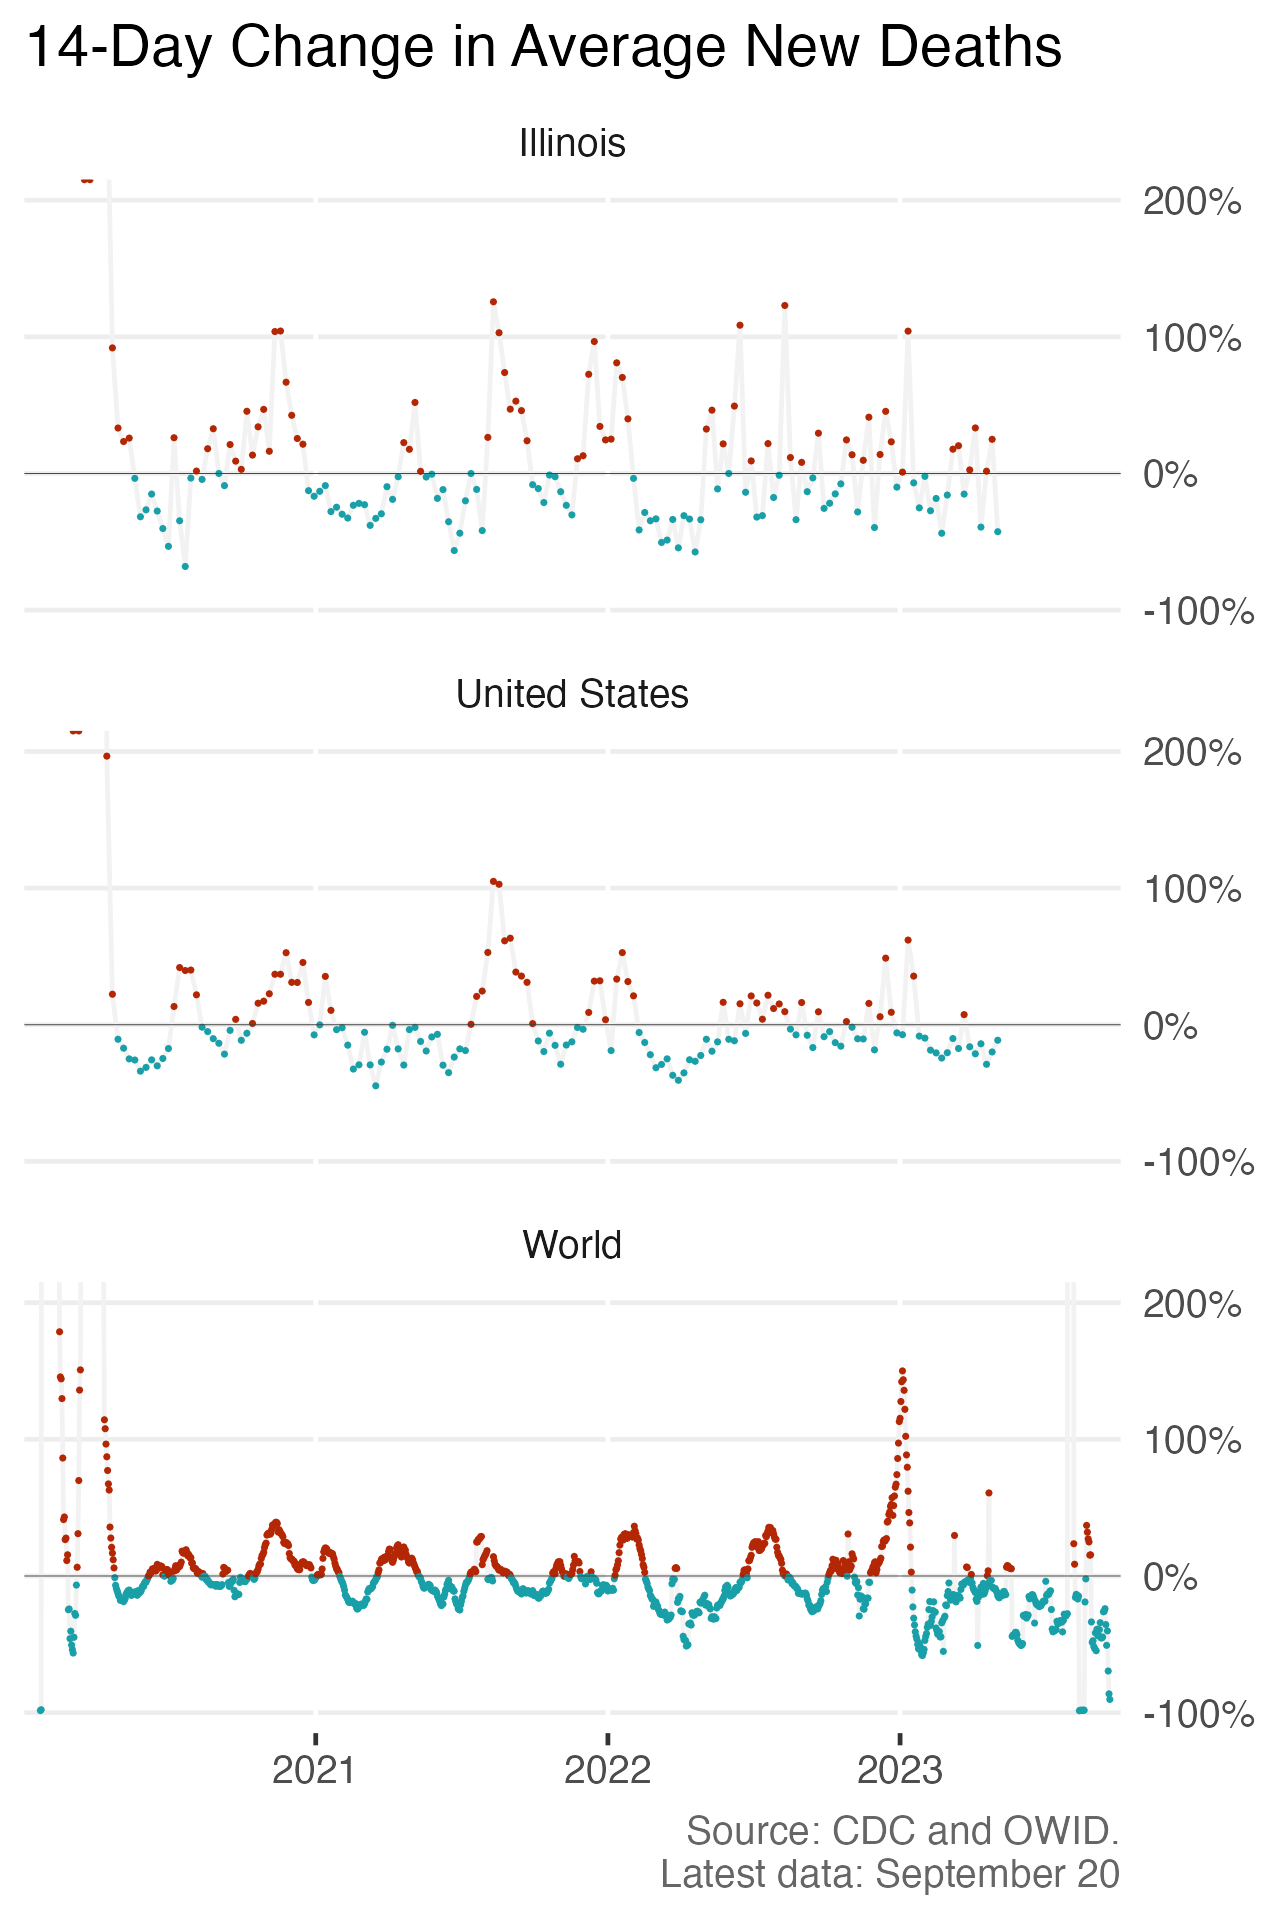 14-Day Change in Average New Deaths
Illinois
200%
100%
0%
-100%
United States
200%
100%
0%
-100%
World
200%
100%
0%
-100%
2021
2022
2023
Source: CDC and OWID.
Latest data: September 20